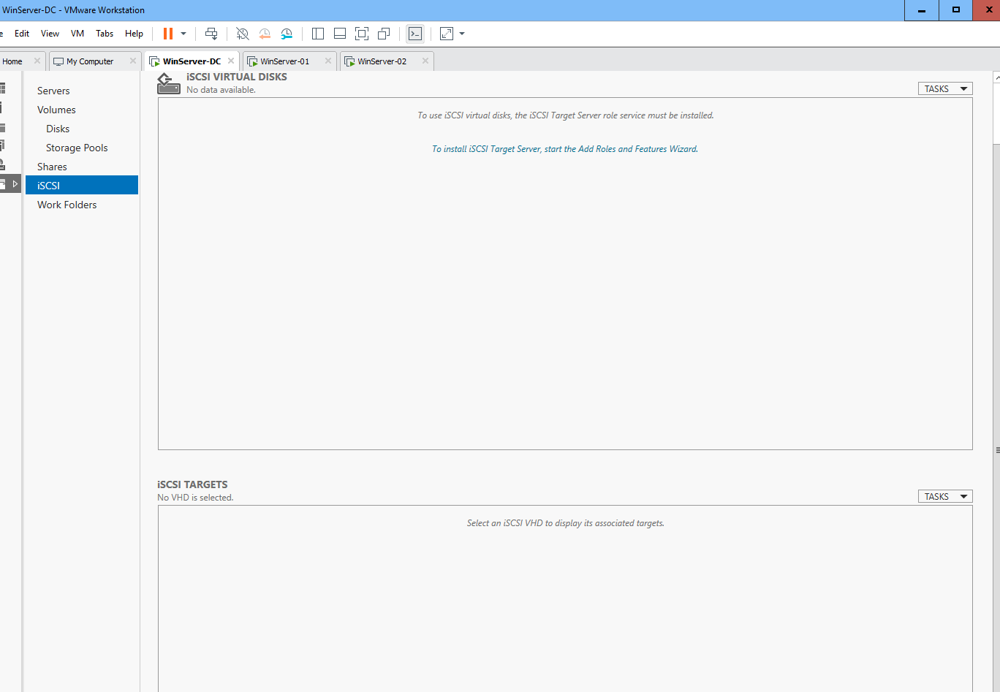 WinServer-DC - VMware Workstation
Edit View VM Tabs Help
Home My Computer WinServer-DC WinServer-01 WinServer-02
Servers
Volumes
Disks
Storage Pools
Shares
iSCSI
Work Folders
iSCSI VIRTUAL DISKS
No data available.
TASKS
To use iSCSI virtual disks, the iSCSI Target Server role service must be installed.
To install iSCSI Target Server, start the Add Roles and Features Wizard.
iSCSI TARGETS
No VHD is selected.
TASKS
Select an iSCSI VHD to display its associated targets.